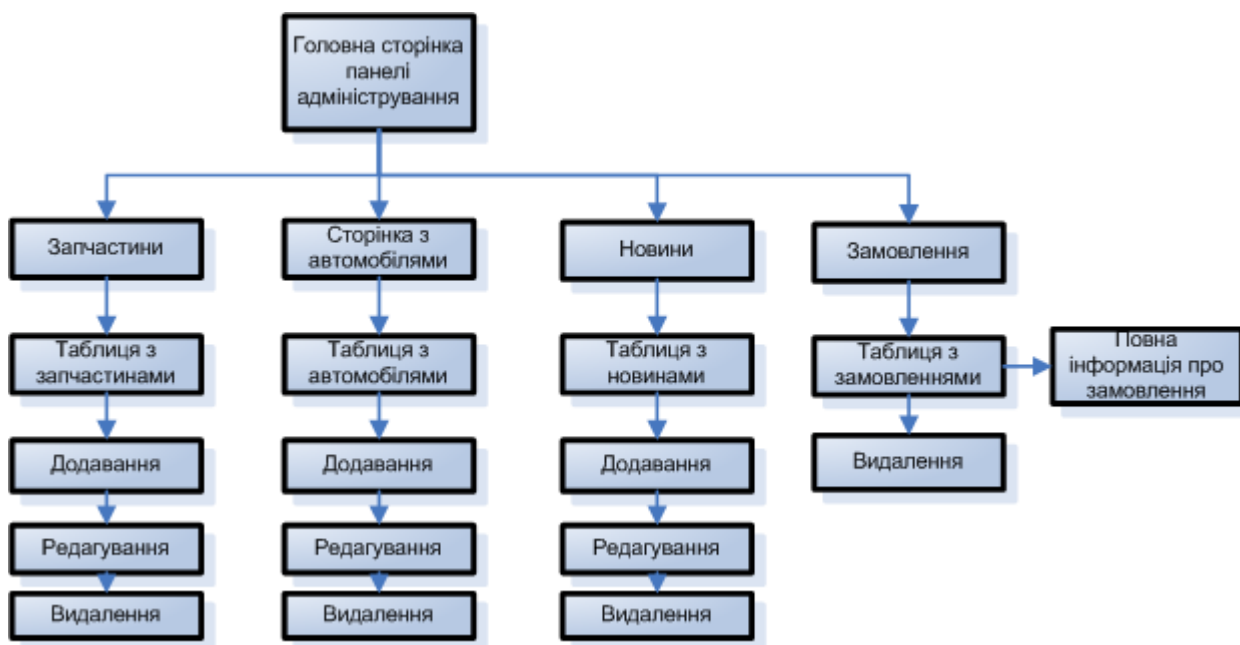 Головна сторінка
панелі
адміністрування
Запчастини
Сторінка з
автомобілями
Новини
Замовлення
Таблиця з
запчастинами
Таблиця з
автомобілями
Таблиця з
новинами
Таблиця з
замовленнями
Повна
інформація про
замовлення
Додавання
Додавання
Додавання
Видалення
Редагування
Редагування
Редагування
Видалення
Видалення
Видалення